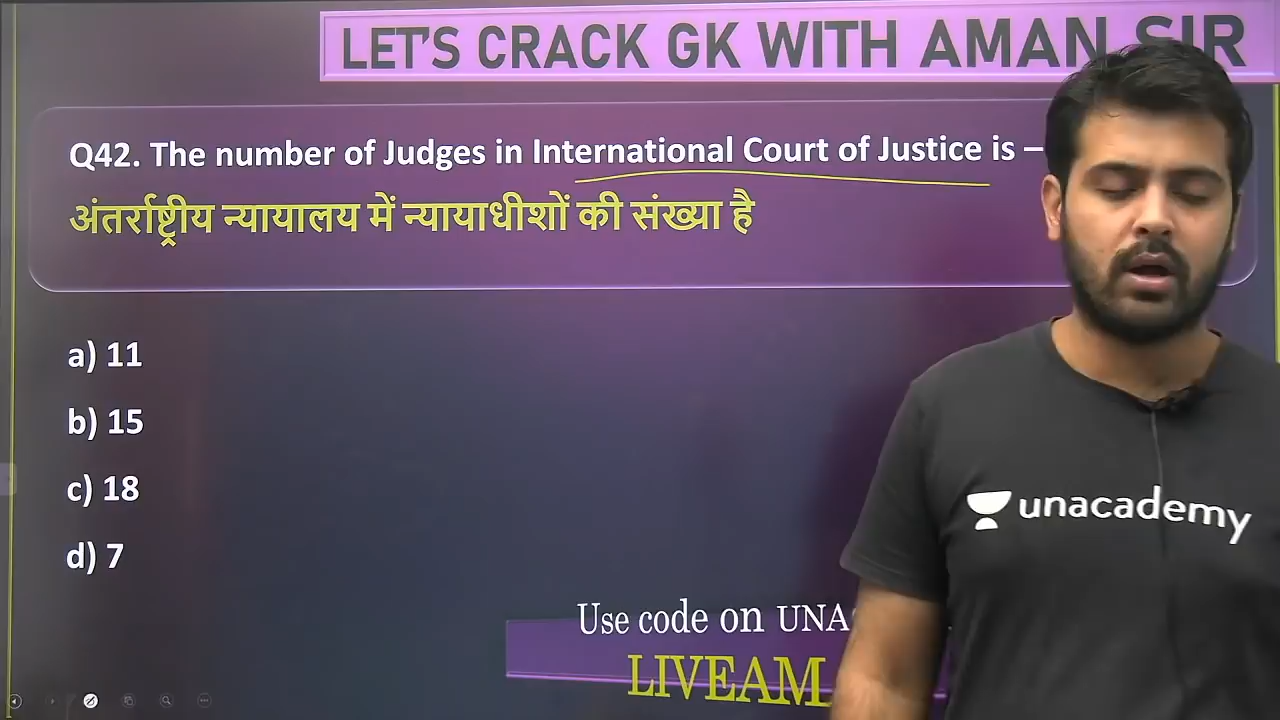 LET'S CRACK GK WITH AMAN SIR
Q42. The number of Judges in International Court of Justice is –
अंतर्राष्ट्रीय न्यायालय में न्यायाधीशों की संख्या है
a) 11
b) 15
c) 18
d) 7
unacademy
Use code on
LIVEAM